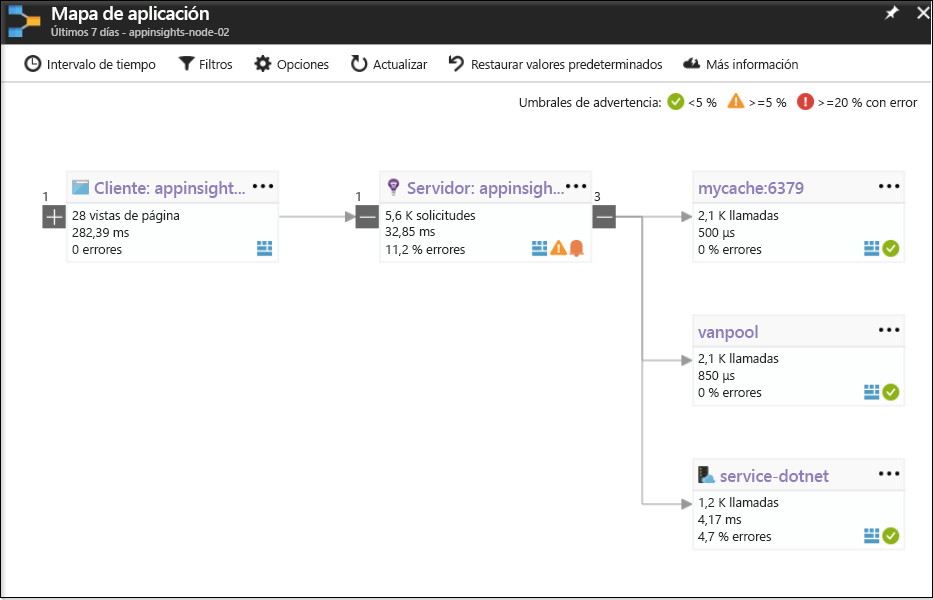 Mapa de aplicación
Últimos 7 días - appinsights-node-02
Intervalo de tiempo Filtros Opciones Actualizar Restaurar valores predeterminados Más información
Umbrales de advertencia: <5 % >=5 % >=20 % con error
1
Cliente: appinsight...
28 vistas de página
282,39 ms
0 errores
1
Servidor: appinsigh...
5,6 K solicitudes
32,85 ms
11,2 % errores
3
mycache:6379
2,1 K llamadas
500 µs
0 % errores
vanpool
2,1 K llamadas
850 µs
0 % errores
service-dotnet
1,2 K llamadas
4,17 ms
4,7 % errores